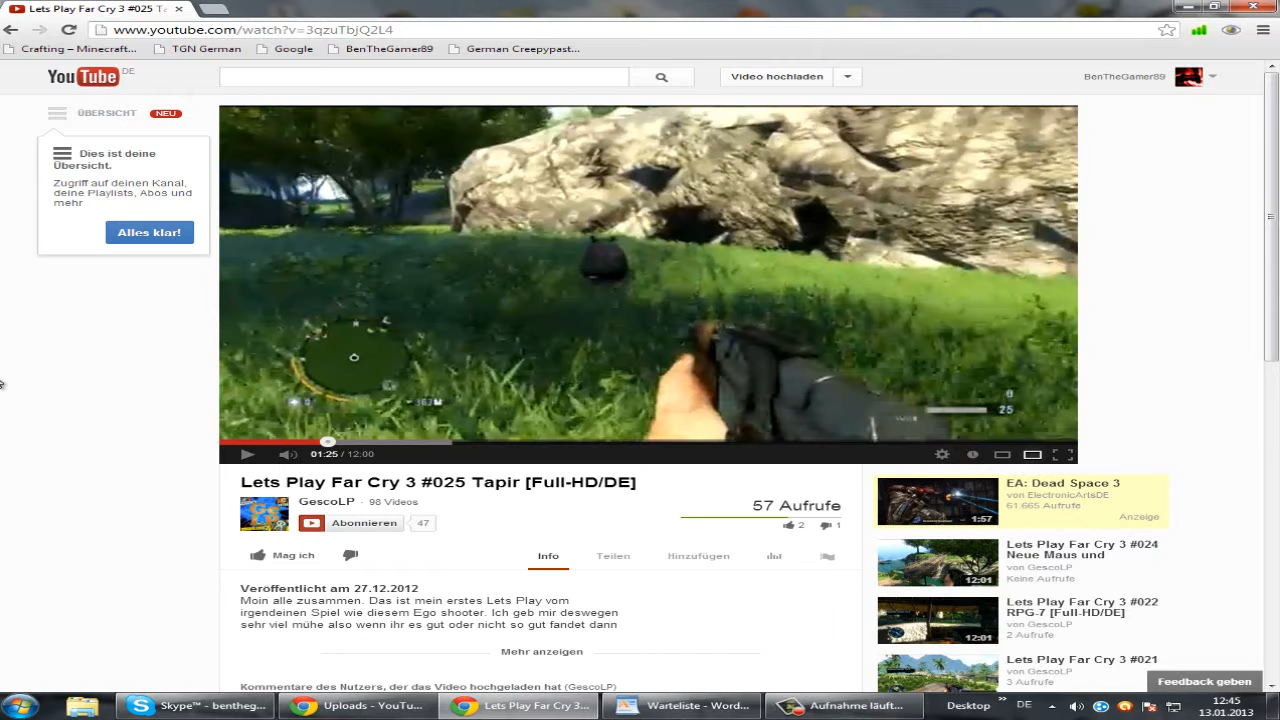 Lets Play Far Cry 3 #025 Ta
www.youtube.com/watch?v=3qzuTbjQ2L4
Crafting – Minecraft... TGN German Google BenTheGamer89 German Creepypast...
YouTube DE Video hochladen BenTheGamer89
ÜBERSICHT NEU
Dies ist deine
Übersicht.
Zugriff auf deinen Kanal,
deine Playlists, Abos und
mehr
Alles klar!
25
01:25 / 12:00
Lets Play Far Cry 3 #025 Tapir [Full-HD/DE]
GescoLP - 98 Videos
Abonnieren 47
57 Aufrufe
2 1
Mag ich Info Teilen Hinzufügen
Veröffentlicht am 27.12.2012
Moin alle zusammen. Das ist mein erstes Lets Play vom
irgendeinen Spiel wie diesem Ego shooter. Ich geb mir deswegen
sehr viel mühe also wenn ihr es gut oder nicht so gut fandet dann
Mehr anzeigen
Kommentare des Nutzers, der das Video hochgeladen hat (GescoLP)
EA: Dead Space 3
von ElectronicArtsDE
61.665 Aufrufe
Anzeige
1:57
Lets Play Far Cry 3 #024
Neue Maus und
von GescoLP
Keine Aufrufe
12:01
Lets Play Far Cry 3 #022
RPG-7 [Full-HD/DE]
von GescoLP
2 Aufrufe
12:01
Lets Play Far Cry 3 #021
von GescoLP
3 Aufrufe
Feedback geben
Skype™ - bentheg... Uploads - YouTu... Lets Play Far Cry 3... Warteliste - Word... Aufnahme läuft... Desktop » DE 12:45
13.01.2013